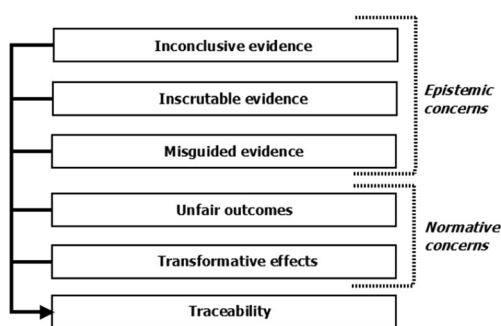 Inconclusive evidence
Inscrutable evidence
Misguided evidence
Epistemic
concerns
Unfair outcomes
Transformative effects
Normative
concerns
Traceability